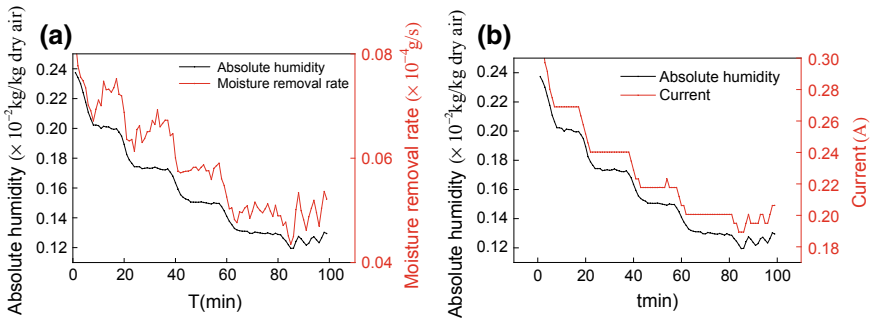 (a)
Absolute humidity (× 10⁻²kg/kg dry air)
0.24
0.22
0.20
0.18
0.16
0.14
0.12
Absolute humidity
Moisture removal rate
0.08
0.06
0.04
Moisture removal rate (× 10⁻⁴g/s)
0 20 40 60 80 100
T(min)
(b)
Absolute humidity (× 10⁻²kg/kg dry air)
0.24
0.22
0.20
0.18
0.16
0.14
0.12
Absolute humidity
Current
0.30
0.28
0.26
0.24
0.22
0.20
0.18
Current (A)
0 20 40 60 80 100
tmin)